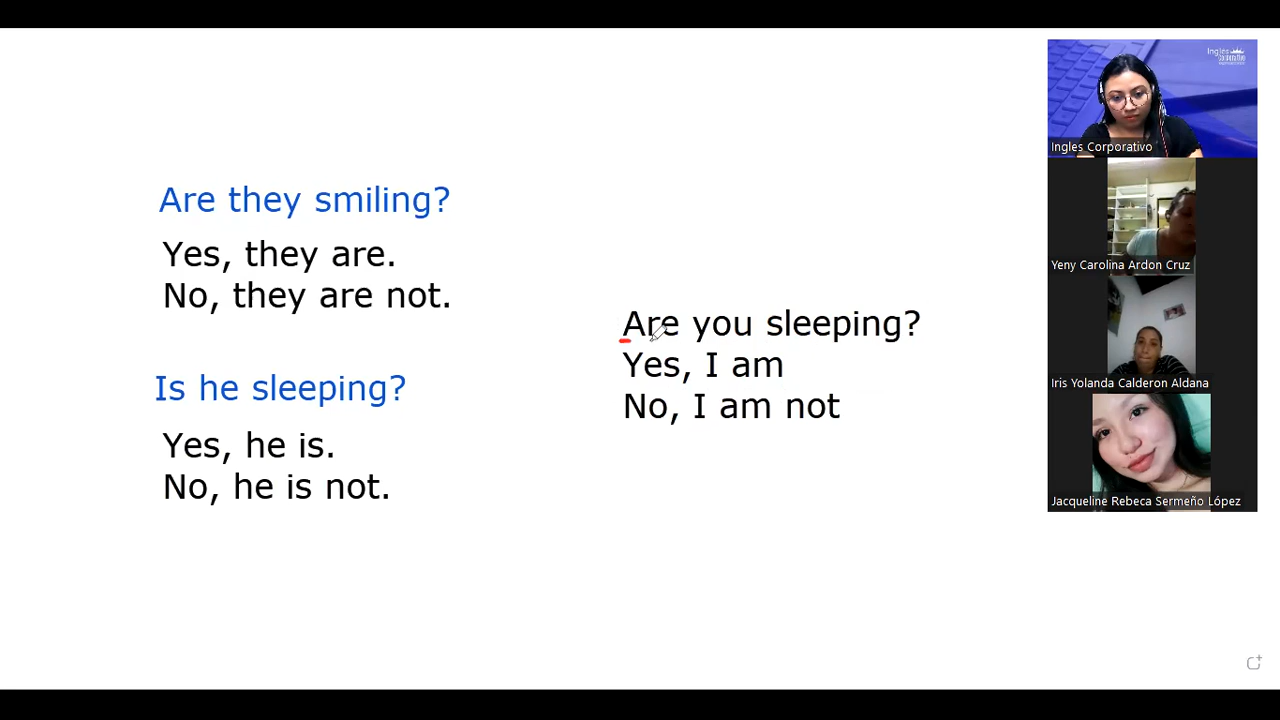 Are they smiling?
Yes, they are.
No, they are not.
Is he sleeping?
Yes, he is.
No, he is not.
Are you sleeping?
Yes, I am
No, I am not
Ingles
Corporativo
Ingles Corporativo
Yeny Carolina Ardon Cruz
Iris Yolanda Calderon Aldana
Jacqueline Rebeca Sermeño López